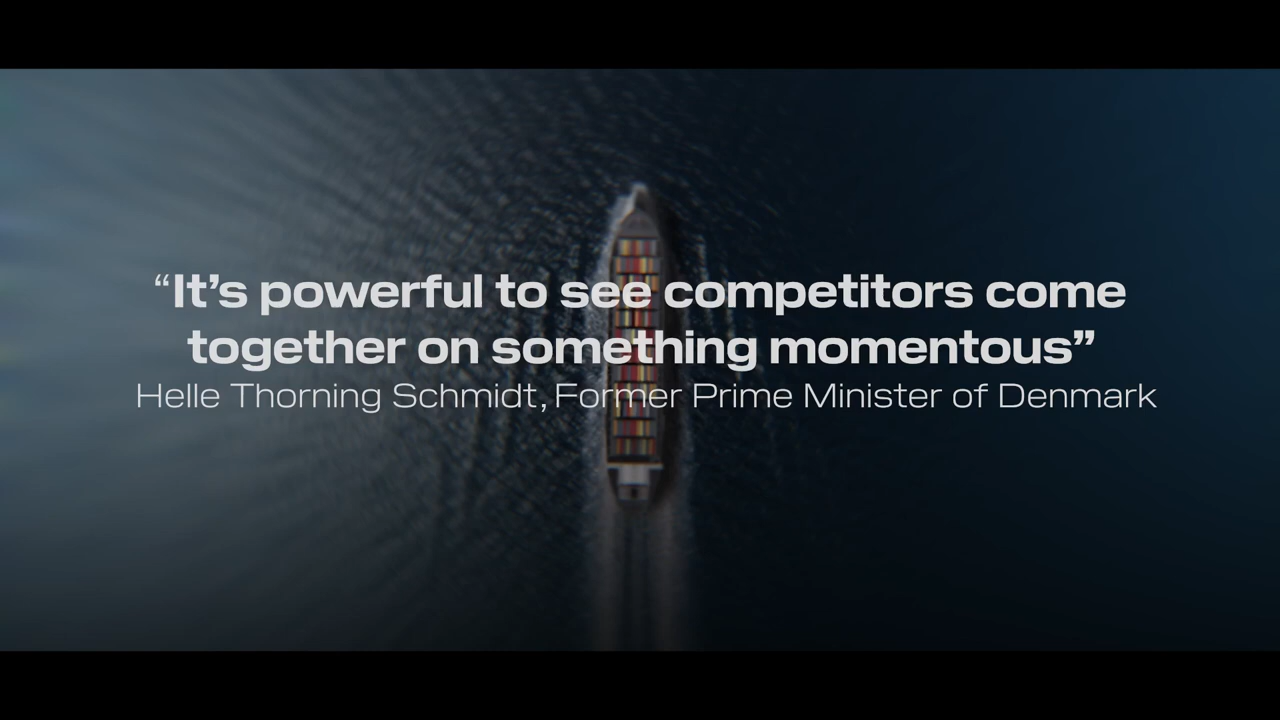 “It’s powerful to see competitors come
together on something momentous”
Helle Thorning Schmidt, Former Prime Minister of Denmark